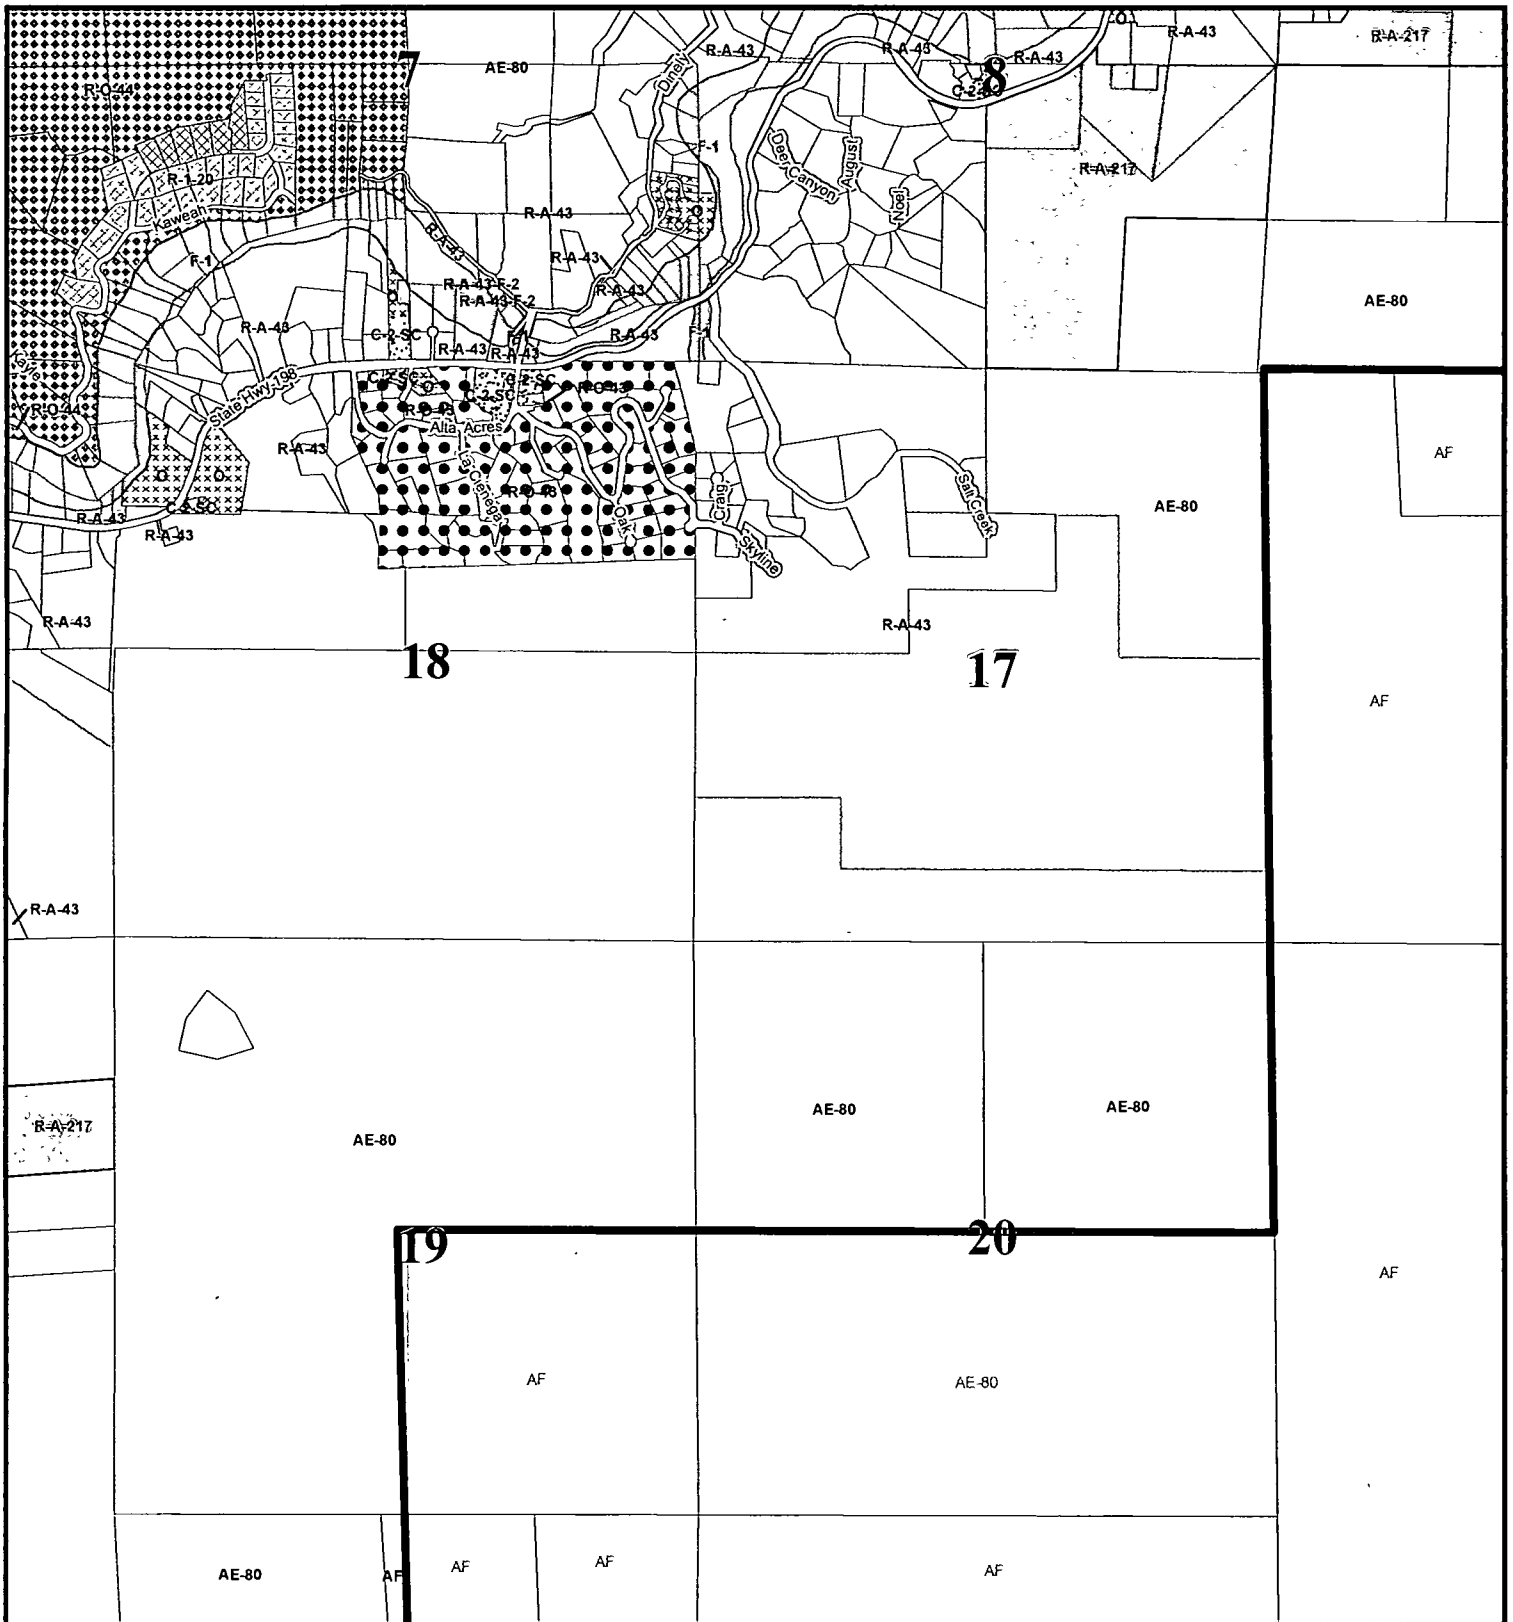 R-A-43
R-A-217
R-A-43
R-A-43
R-A-43
7
AE-80
8
R-O-44
Dinely
F-1
R-A-217
Deer Canyon
August
Noel
R-1-20
Kaweah
R-A-43
R-A-43
F-1
R-A-43
R-A-43-F-2
R-A-43-F-2
R-A-43
AE-80
R-A-43
C-2-SC
R-A-43
F-1
R-A-43
R-A-43
F-1
State Hwy 198
C-2-SC
C-2-SC
O
C-2-SC
R-O-43
R-O-44
R-O-43
Alta Acres
R-A-43
AF
La Cienega
R-O-43
Oak
Craig
Salt Creek
AE-80
O
O
C-2-SC
R-A-43
R-A-43
Skyline
R-A-43
R-A-43
18
17
AF
R-A-43
R-A-217
AE-80
AE-80
AE-80
19
20
AF
AF
AE-80
AE-80
AF
AF
AF
AF